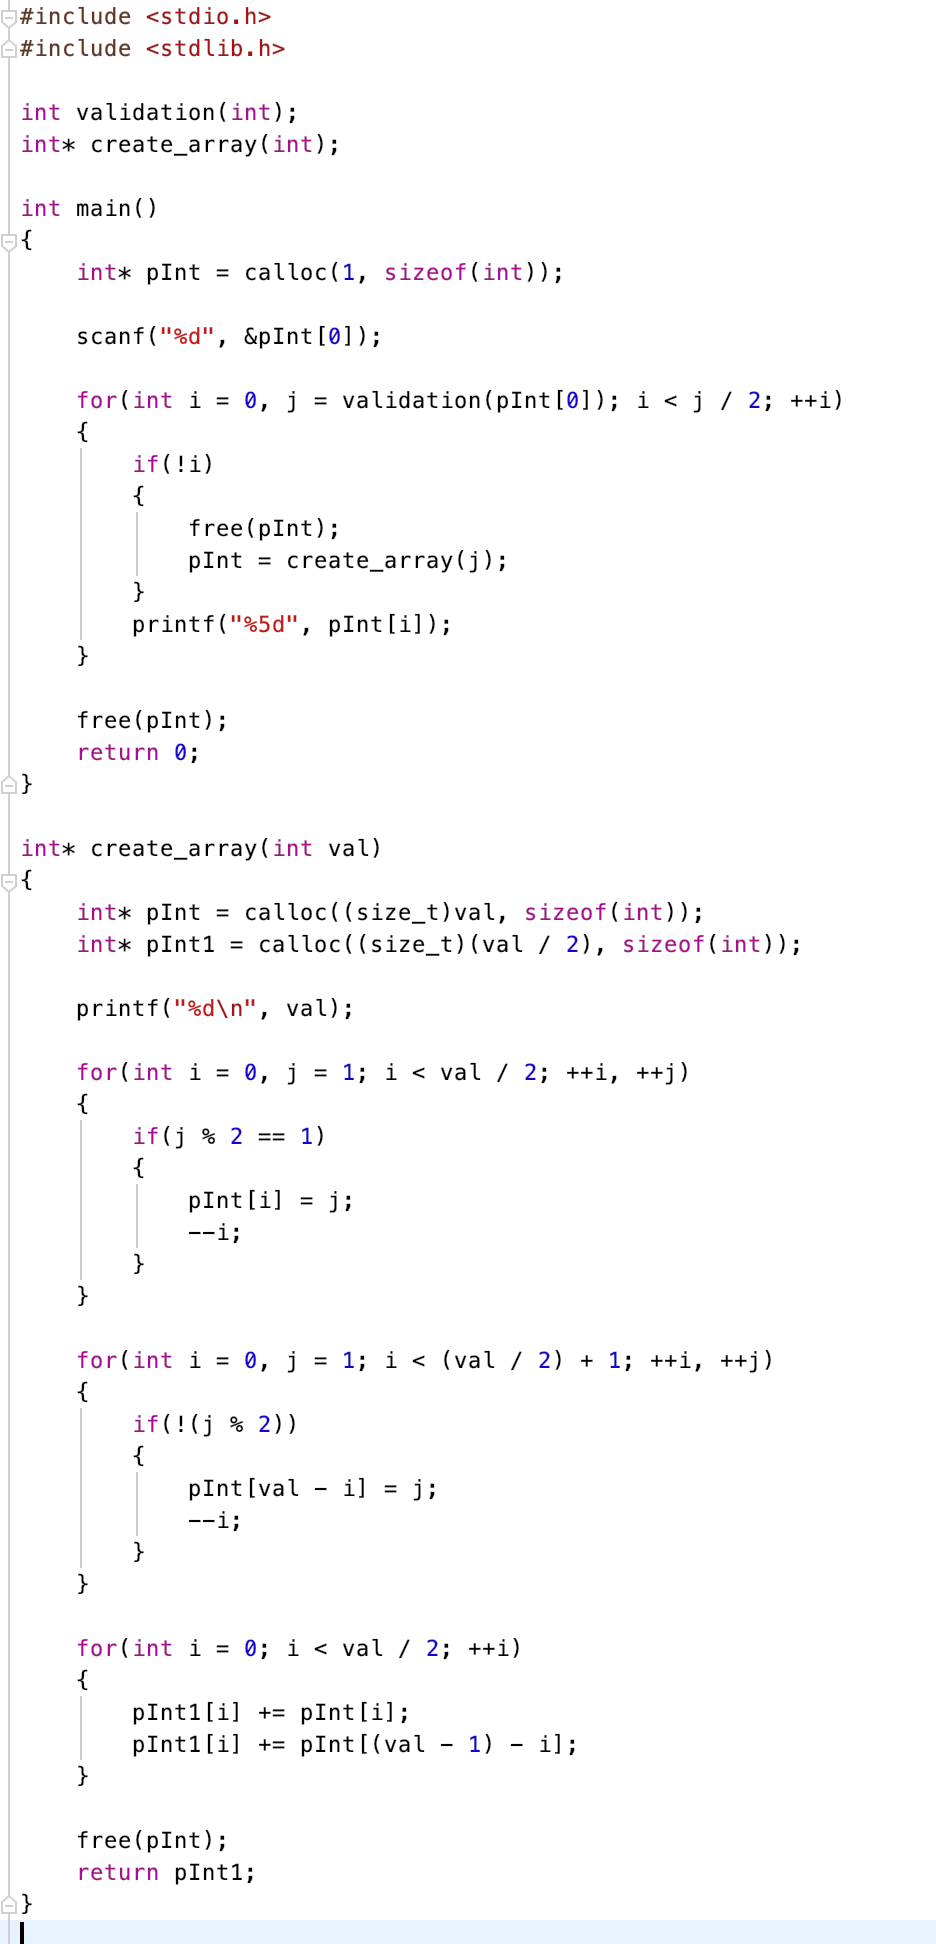 #include <stdio.h>
#include <stdlib.h>
int validation(int);
int* create_array(int);
int main()
{
int* pInt = calloc(1, sizeof(int));
scanf("%d", &pInt[0]);
for(int i = 0, j = validation(pInt[0]); i < j / 2; ++i)
{
if(!i)
{
free(pInt);
pInt = create_array(j);
}
printf("%5d", pInt[i]);
}
free(pInt);
return 0;
}
int* create_array(int val)
{
int* pInt = calloc((size_t)val, sizeof(int));
int* pInt1 = calloc((size_t)(val / 2), sizeof(int));
printf("%d\n", val);
for(int i = 0, j = 1; i < val / 2; ++i, ++j)
{
if(j % 2 == 1)
{
pInt[i] = j;
--i;
}
}
for(int i = 0, j = 1; i < (val / 2) + 1; ++i, ++j)
{
if(!(j % 2))
{
pInt[val - i] = j;
--i;
}
}
for(int i = 0; i < val / 2; ++i)
{
pInt1[i] += pInt[i];
pInt1[i] += pInt[(val - 1) - i];
}
free(pInt);
return pInt1;
}